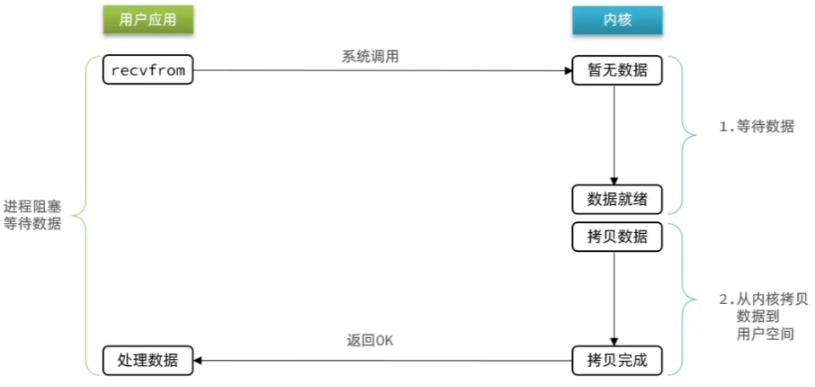 用户应用
内核
recvfrom
系统调用
暂无数据
1.等待数据
进程阻塞
等待数据
数据就绪
拷贝数据
2.从内核拷贝
数据到
用户空间
返回OK
处理数据
拷贝完成